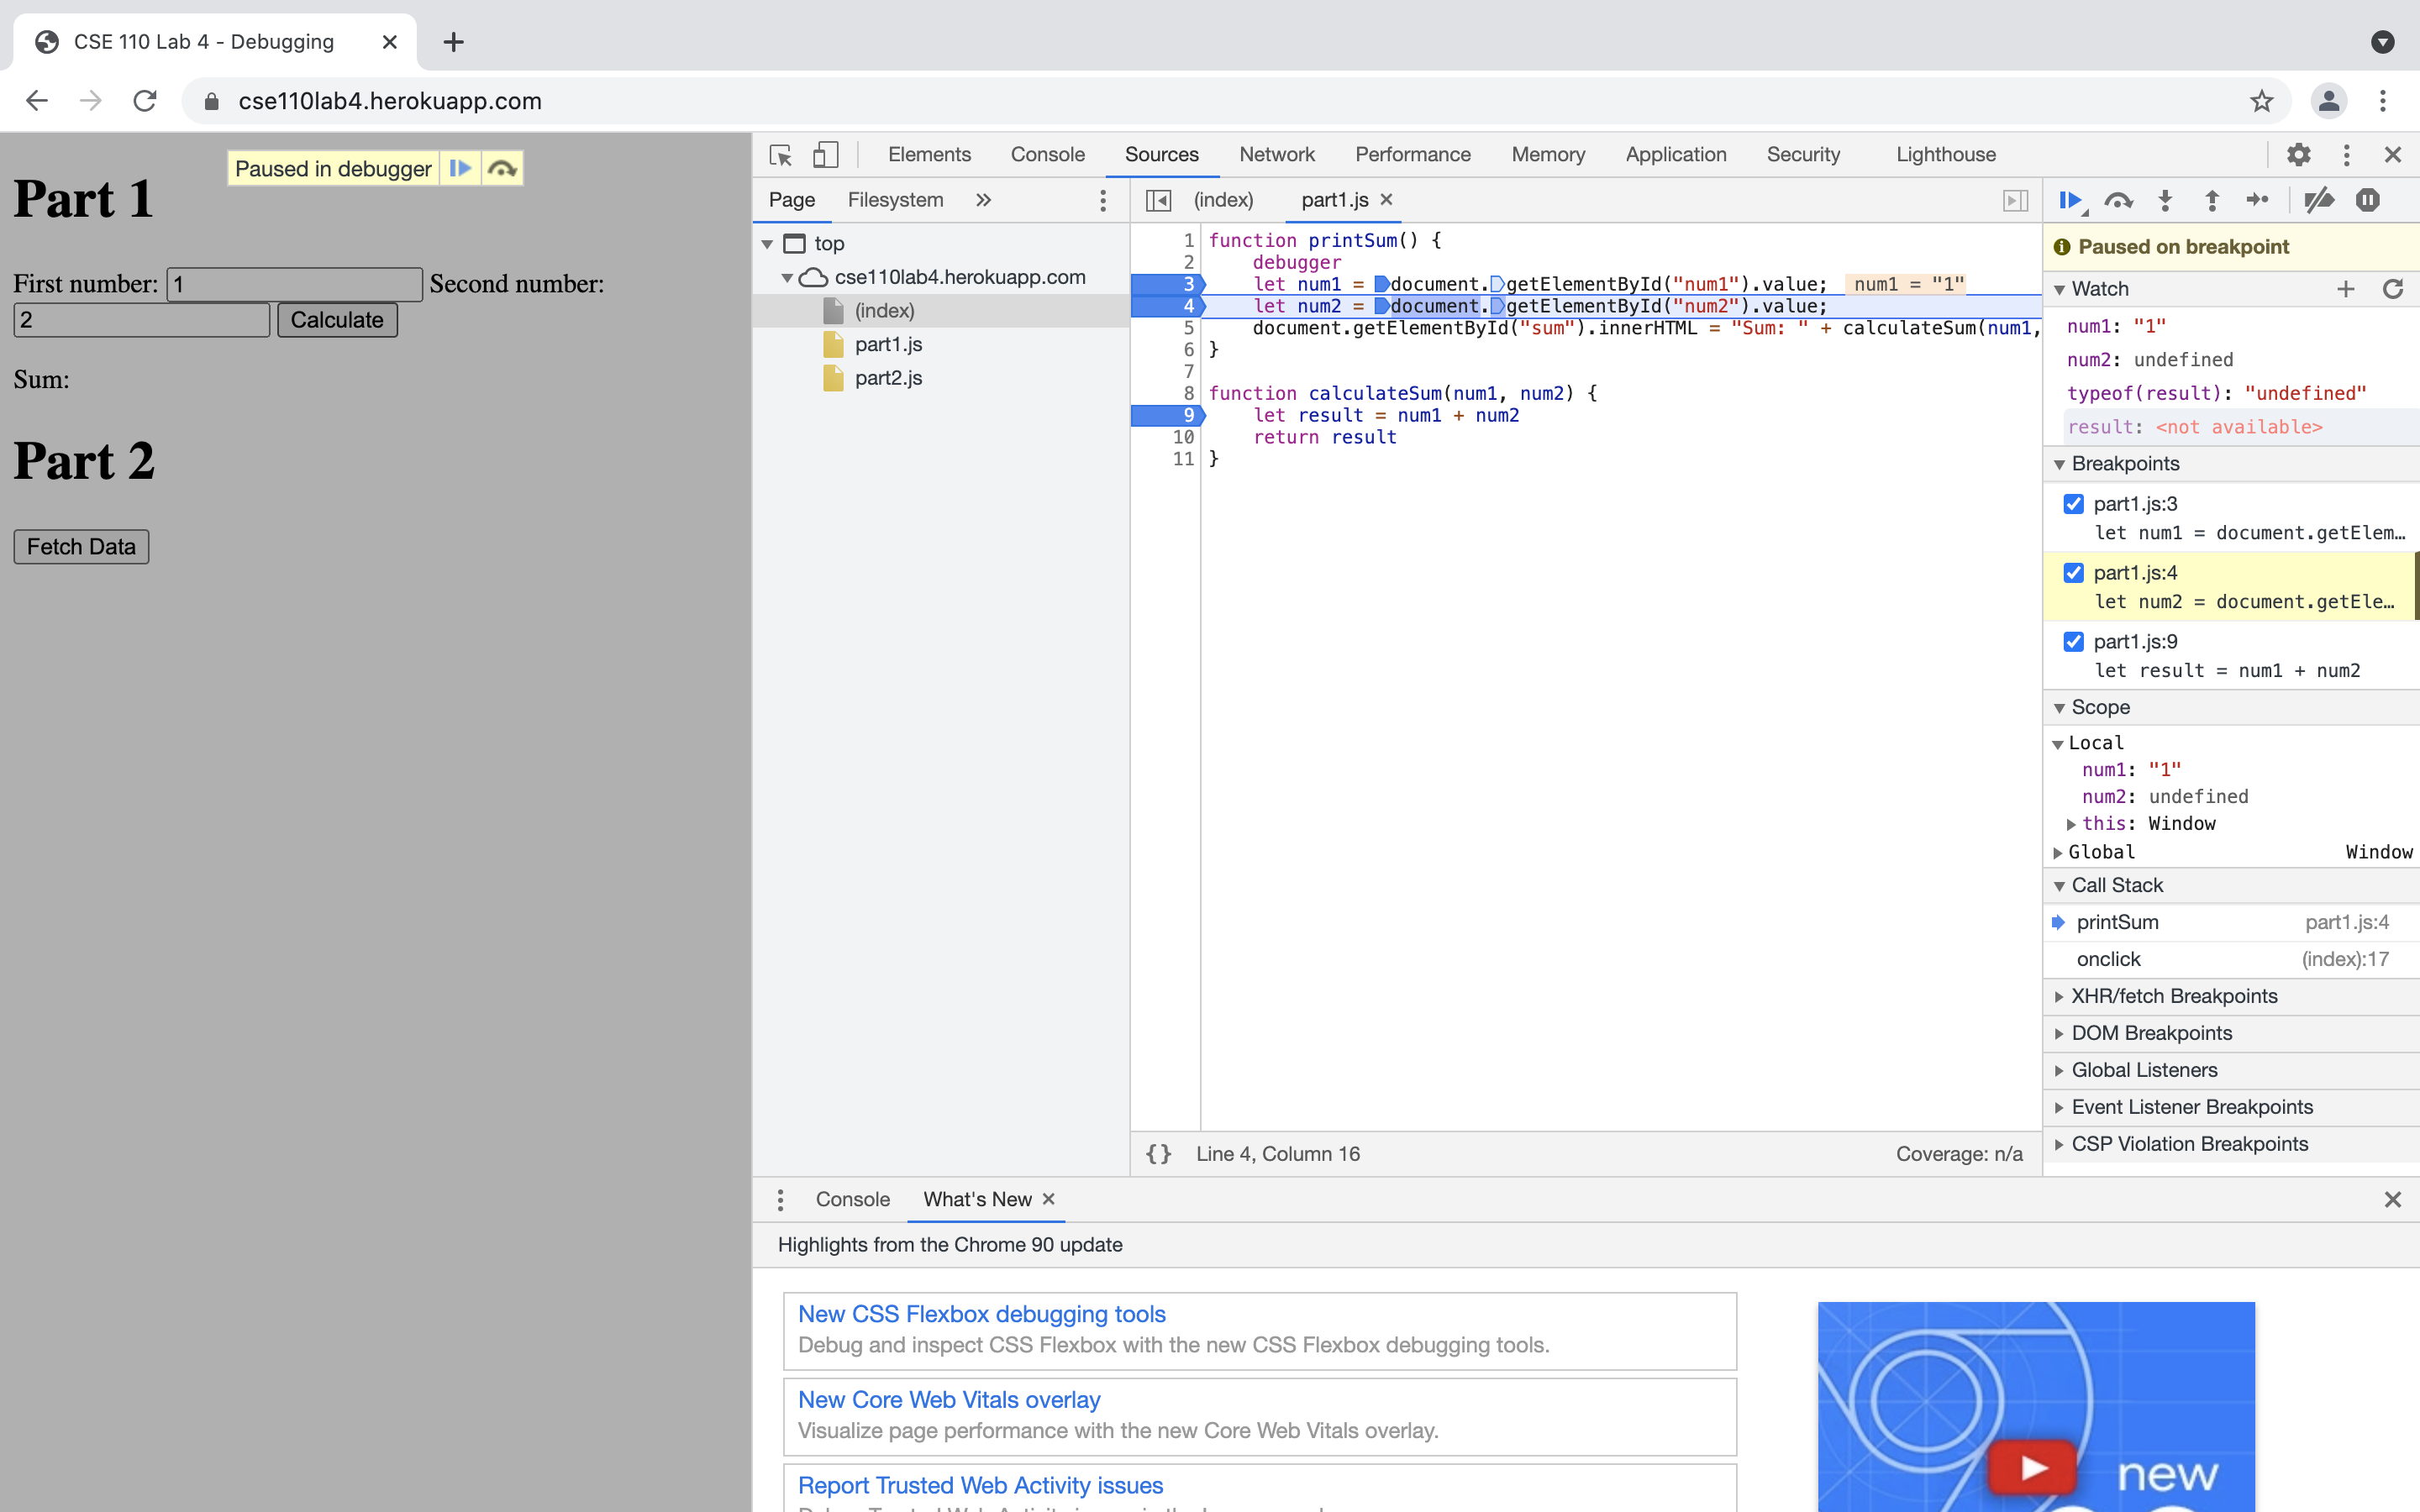 CSE 110 Lab 4 - Debugging
cse110lab4.herokuapp.com
Paused in debugger
Part 1
First number: 1 Second number:
2 Calculate
Sum:
Part 2
Fetch Data
Elements Console Sources Network Performance Memory Application Security Lighthouse
Page Filesystem »
top
cse110lab4.herokuapp.com
(index)
part1.js
part2.js
(index) part1.js
1 function printSum() {
2 debugger
3 let num1 = document.getElementById("num1").value; num1 = "1"
4 let num2 = document.getElementById("num2").value;
5 document.getElementById("sum").innerHTML = "Sum: " + calculateSum(num1,
6 }
7
8 function calculateSum(num1, num2) {
9 let result = num1 + num2
10 return result
11 }
{} Line 4, Column 16 Coverage: n/a
Paused on breakpoint
Watch
num1: "1"
num2: undefined
typeof(result): "undefined"
result: <not available>
Breakpoints
part1.js:3
let num1 = document.getElem…
part1.js:4
let num2 = document.getEle…
part1.js:9
let result = num1 + num2
Scope
Local
num1: "1"
num2: undefined
this: Window
Global Window
Call Stack
printSum part1.js:4
onclick (index):17
XHR/fetch Breakpoints
DOM Breakpoints
Global Listeners
Event Listener Breakpoints
CSP Violation Breakpoints
Console What's New
Highlights from the Chrome 90 update
New CSS Flexbox debugging tools
Debug and inspect CSS Flexbox with the new CSS Flexbox debugging tools.
New Core Web Vitals overlay
Visualize page performance with the new Core Web Vitals overlay.
Report Trusted Web Activity issues
new